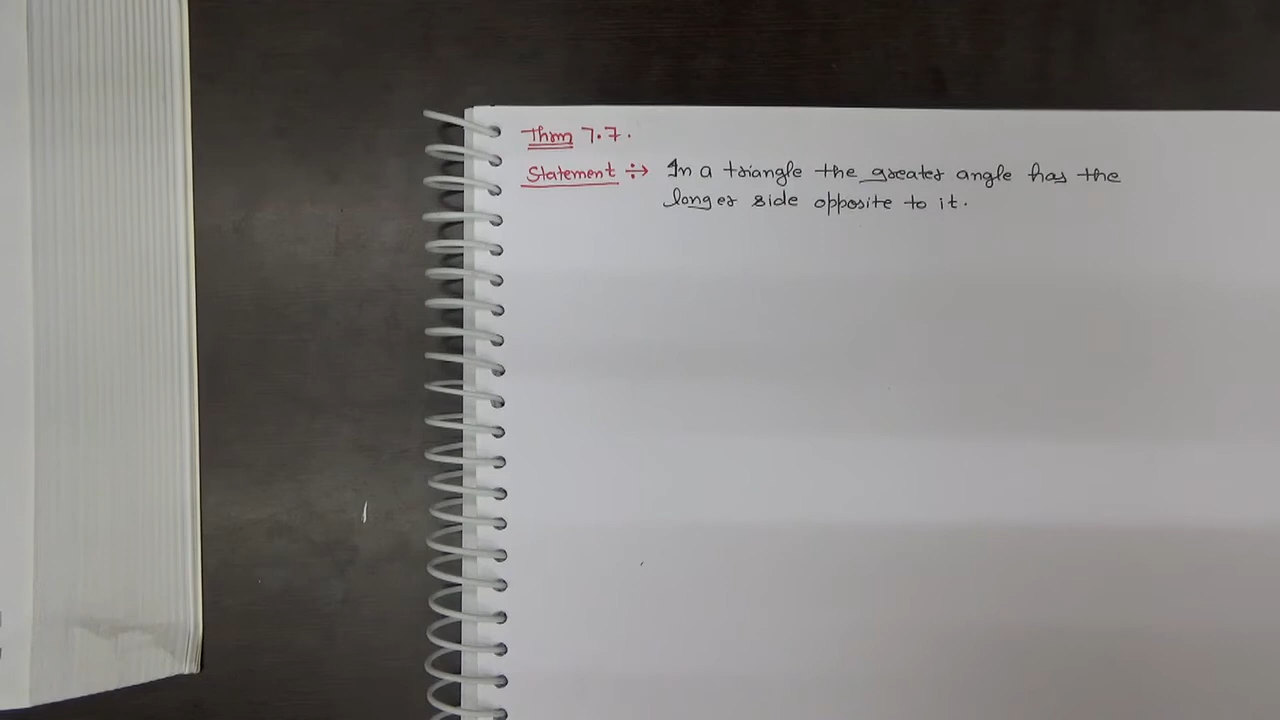 Thm 7.7.
Statement ÷→ In a triangle the greater angle has the
longer side opposite to it.